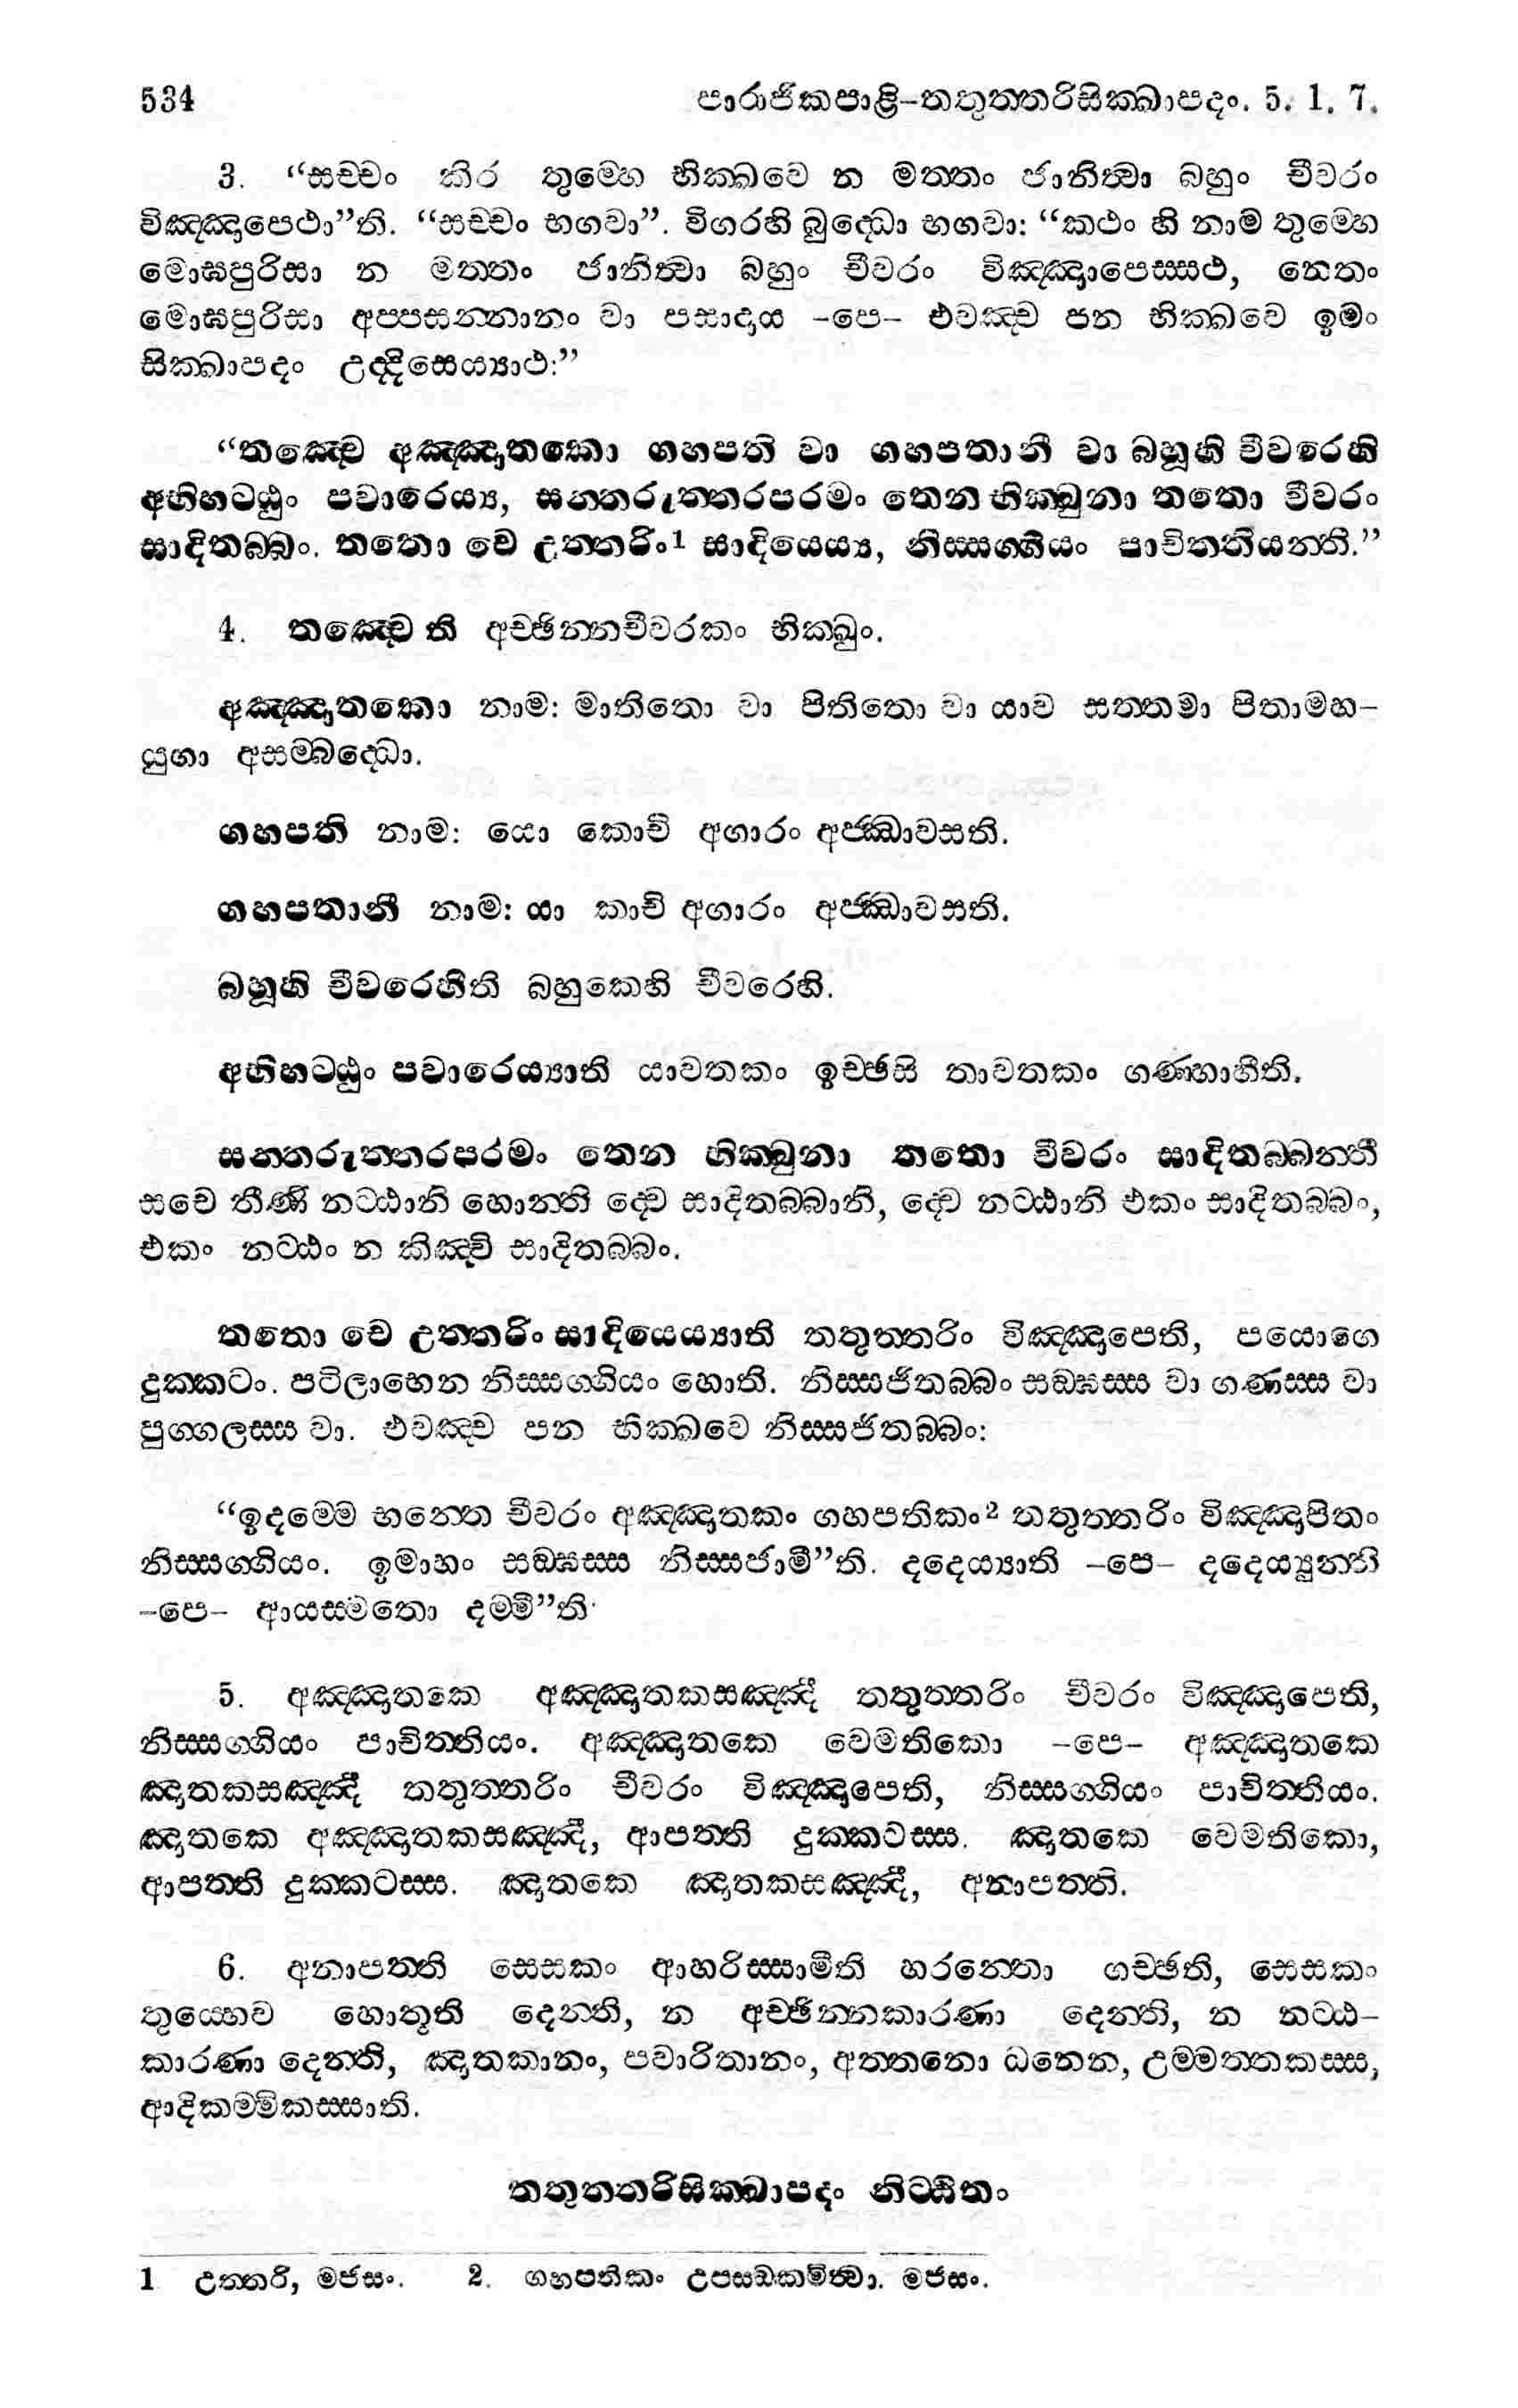 534 පාරාජිකපාළි-තතුත්තරිසික්ඛාපදං. 5. 1. 7.
3. “සච්චං කිර තුම්හෙ භික්ඛවෙ න මත්තං ජානිත්වා බහුං චීවරං
විඤ්ඤාපෙථා”ති. “සච්චං භගවා”. විගරහි බුද්ධො භගවා: “කථං හි නාම තුම්හෙ
මොඝපුරිසා න මත්තං ජානිත්වා බහුං චීවරං විඤ්ඤාපෙස්සථ, නෙතං
මොඝපුරිසා අප්පසන්නානං වා පසාදාය -පෙ- එවඤ්ච පන භික්ඛවෙ ඉමං
සික්ඛාපදං උද්දිසෙය්‍යාථ:”
“තඤ්චෙ අඤ්ඤාතකො ගහපති වා ගහපතානී වා බහූහි චීවරෙහි
අභිහට්ඨුං පවාරෙය්‍ය, සන්තරුත්තරපරමං තෙන භික්ඛුනා තතො චීවරං
සාදිතබ්බං. තතො චෙ උත්තරිං1 සාදියෙය්‍ය, නිස්සග්ගියං පාචිත්තියන්ති.”
4. තඤ්චෙ ති අච්ඡින්නචීවරකං භික්ඛුං.
අඤ්ඤාතකො නාම: මාතිතො වා පිතිතො වා යාව සත්තමා පිතාමහ-
යුගා අසම්බද්ධො.
ගහපති නාම: යො කොචි අගාරං අජ්ඣාවසති.
ගහපතානී නාම: යා කාචි අගාරං අජ්ඣාවසති.
බහූහි චීවරෙහීති බහුකෙහි චීවරෙහි.
අභිහට්ඨුං පවාරෙය්‍යාති යාවතකං ඉච්ඡසි තාවතකං ගණ්හාහීති.
සන්තරුත්තරපරමං තෙන භික්ඛුනා තතො චීවරං සාදිතබ්බන්ති
සචෙ තීණි නට්ඨානි හොන්ති ද්වෙ සාදිතබ්බානි, ද්වෙ නට්ඨානි එකං සාදිතබ්බං,
එකං නට්ඨං න කිඤ්චි සාදිතබ්බං.
තතො චෙ උත්තරිං සාදියෙය්‍යාති තතුත්තරිං විඤ්ඤාපෙති, පයොගෙ
දුක්කටං. පටිලාභෙන නිස්සග්ගියං හොති. නිස්සජිතබ්බං සඞ්ඝස්ස වා ගණස්ස වා
පුග්ගලස්ස වා. එවඤ්ච පන භික්ඛවෙ නිස්සජිතබ්බං:
“ඉදම්මෙ භන්තෙ චීවරං අඤ්ඤාතකං ගහපතිකං2 තතුත්තරිං විඤ්ඤාපිතං
නිස්සග්ගියං. ඉමාහං සඞ්ඝස්ස නිස්සජාමී”ති. දදෙය්‍යාති -පෙ- දදෙය්‍යුන්ති
-පෙ- ආයස්මතො දම්මී”ති.
5. අඤ්ඤාතකෙ අඤ්ඤාතකසඤ්ඤී තතුත්තරිං චීවරං විඤ්ඤාපෙති,
නිස්සග්ගියං පාචිත්තියං. අඤ්ඤාතකෙ වෙමතිකො -පෙ- අඤ්ඤාතකෙ
ඤාතකසඤ්ඤී තතුත්තරිං චීවරං විඤ්ඤාපෙති, නිස්සග්ගියං පාචිත්තියං.
ඤාතකෙ අඤ්ඤාතකසඤ්ඤී, ආපත්ති දුක්කටස්ස. ඤාතකෙ වෙමතිකො,
ආපත්ති දුක්කටස්ස. ඤාතකෙ ඤාතකසඤ්ඤී, අනාපත්ති.
6. අනාපත්ති සෙසකං ආහරිස්සාමීති හරන්තො ගච්ඡති, සෙසකං
තුය්හෙව හොතූති දෙන්ති, න අච්ඡින්නකාරණා දෙන්ති, න නට්ඨ-
කාරණා දෙන්ති, ඤාතකානං, පවාරිතානං, අත්තනො ධනෙන, උම්මත්තකස්ස,
ආදිකම්මිකස්සාති.
තතුත්තරිසික්ඛාපදං නිට්ඨිතං
1 උත්තරි, මජසං. 2. ගහපතිකං උපසඞ්කමිත්වා. මජසං.